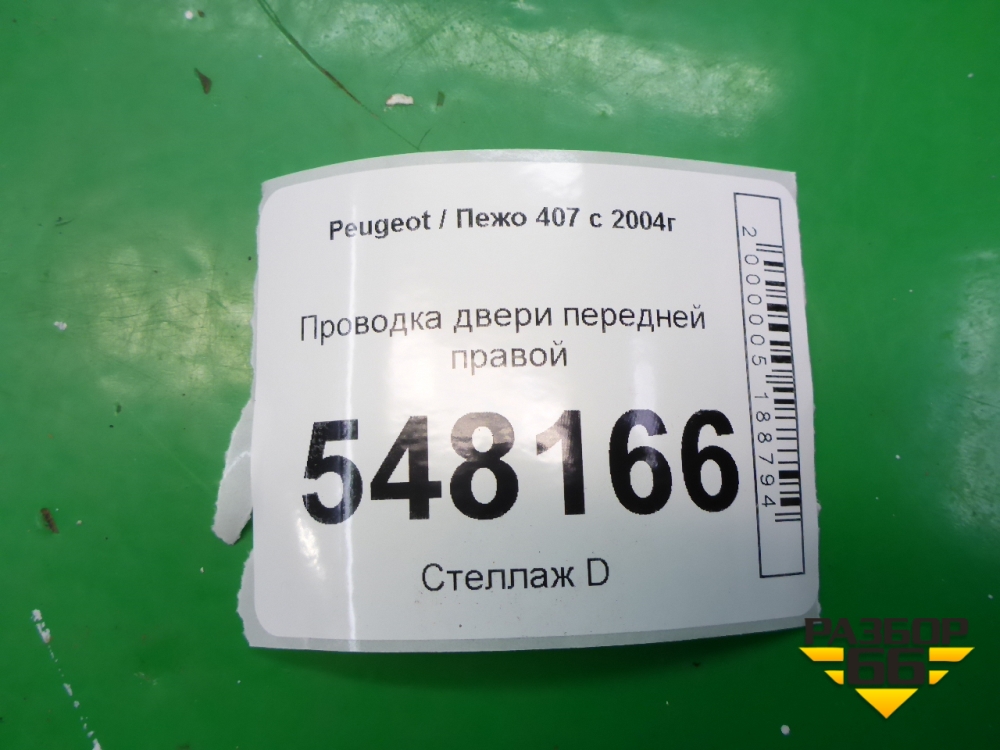 Peugeot / Пежо 407 с 2004г
Проводка двери передней
правой
548166
Стеллаж D
2000005188794
РАЗБОР
66